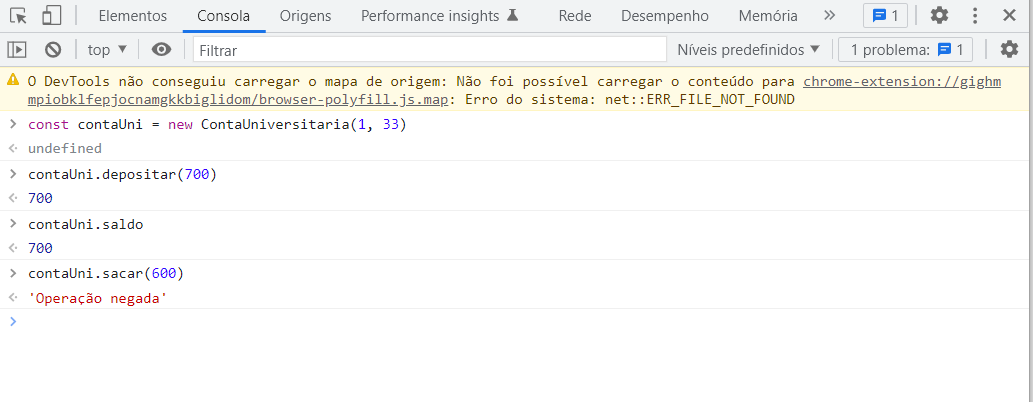 Elementos Consola Origens Performance insights Rede Desempenho Memória 1
top Filtrar Níveis predefinidos 1 problema: 1
O DevTools não conseguiu carregar o mapa de origem: Não foi possível carregar o conteúdo para chrome-extension://gighm
mpiobklfepjocnamgkkbiglidom/browser-polyfill.js.map: Erro do sistema: net::ERR_FILE_NOT_FOUND
const contaUni = new ContaUniversitaria(1, 33)
undefined
contaUni.depositar(700)
700
contaUni.saldo
700
contaUni.sacar(600)
'Operação negada'